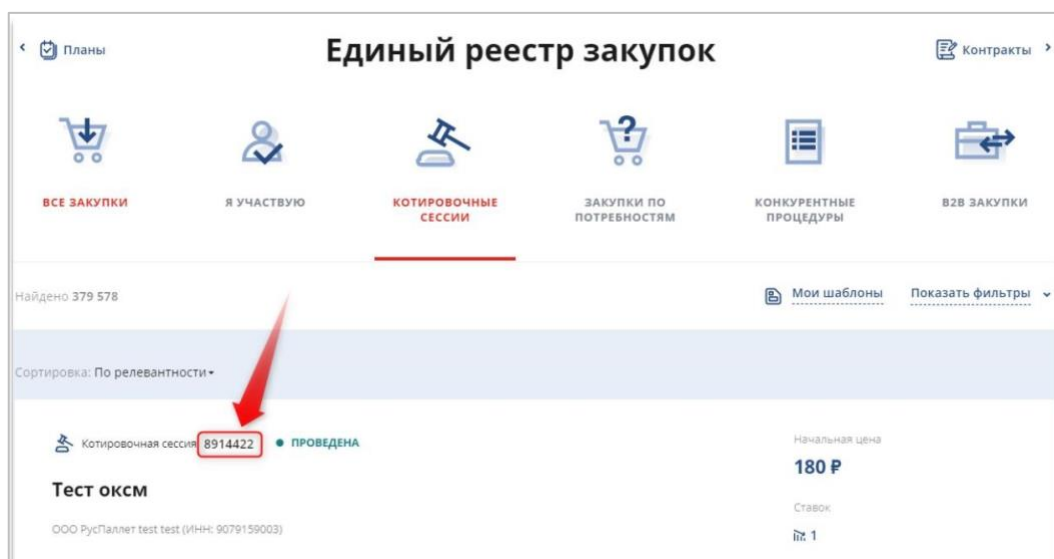 Планы
Единый реестр закупок
Контракты
ВСЕ ЗАКУПКИ
Я УЧАСТВУЮ
КОТИРОВОЧНЫЕ
СЕССИИ
ЗАКУПКИ ПО
ПОТРЕБНОСТЯМ
КОНКУРЕНТНЫЕ
ПРОЦЕДУРЫ
B2B ЗАКУПКИ
Найдено 379 578
Мои шаблоны
Показать фильтры
Сортировка: По релевантности
Котировочная сессия 8914422 ● ПРОВЕДЕНА
Начальная цена
180 ₽
Тест оксм
Ставок
ООО РусПаллет test test (ИНН: 9079159003)
1